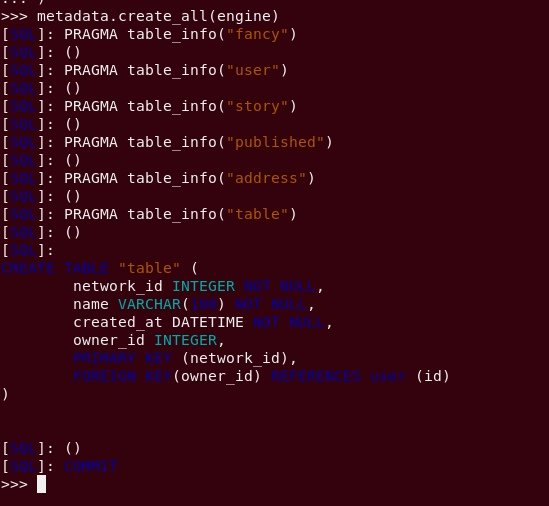 ... )
>>> metadata.create_all(engine)
[SQL]: PRAGMA table_info("fancy")
[SQL]: ()
[SQL]: PRAGMA table_info("user")
[SQL]: ()
[SQL]: PRAGMA table_info("story")
[SQL]: ()
[SQL]: PRAGMA table_info("published")
[SQL]: ()
[SQL]: PRAGMA table_info("address")
[SQL]: ()
[SQL]: PRAGMA table_info("table")
[SQL]: ()
[SQL]:
CREATE TABLE "table" (
        network_id INTEGER NOT NULL,
        name VARCHAR(100) NOT NULL,
        created_at DATETIME NOT NULL,
        owner_id INTEGER,
        PRIMARY KEY (network_id),
        FOREIGN KEY(owner_id) REFERENCES user (id)
)
[SQL]: ()
[SQL]: COMMIT
>>>